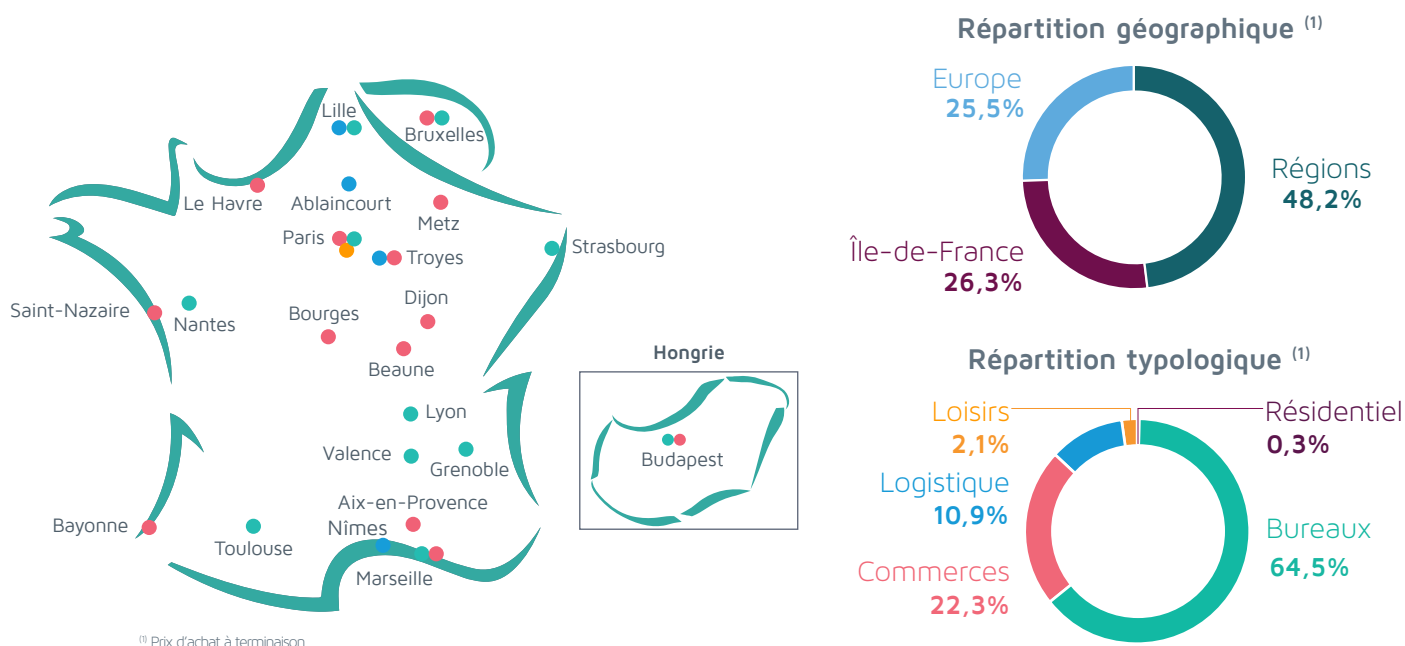 Lille
Bruxelles
Le Havre
Ablaincourt
Metz
Paris
Troyes
Strasbourg
Saint-Nazaire
Nantes
Bourges
Dijon
Beaune
Lyon
Valence
Grenoble
Aix-en-Provence
Nîmes
Bayonne
Toulouse
Marseille
Hongrie
Budapest
(1) Prix d'achat à terminaison
Répartition géographique (1)
Europe
25,5%
Régions
48,2%
Île-de-France
26,3%
Répartition typologique (1)
Loisirs
2,1%
Résidentiel
0,3%
Logistique
10,9%
Bureaux
64,5%
Commerces
22,3%